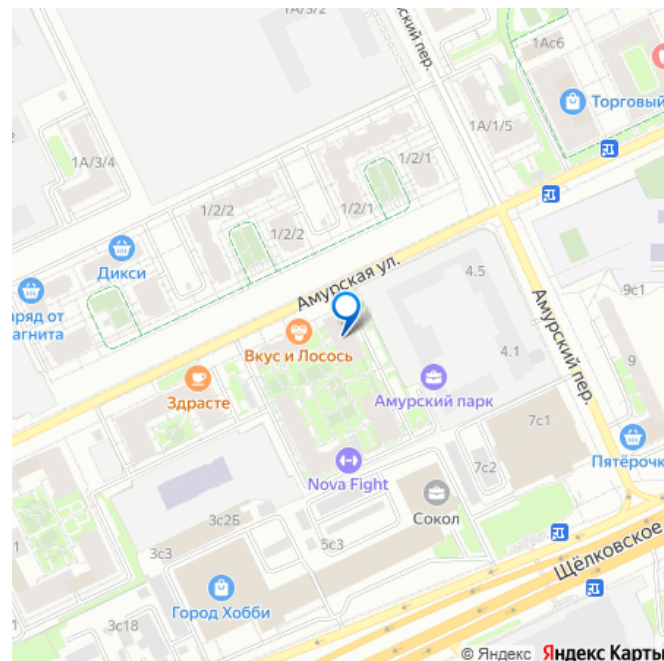 1А/3/2
Амурский пер.
1Ас6
Торговый
1А/1/5
1А/3/4
1/2/1
1/2/2
1/2/1
1/2/2
Дикси
аряд от
агнита
Амурская ул.
4.5
9с1
Амурский пер.
Вкус и Лосось
4.1
9
Здрасте
Амурский парк
7с1
Пятёрочк
Nova Fight
7с2
Сокол
3с2Б
5с3
3с3
Щёлковское
Город Хобби
3с18
© Яндекс Яндекс Карты